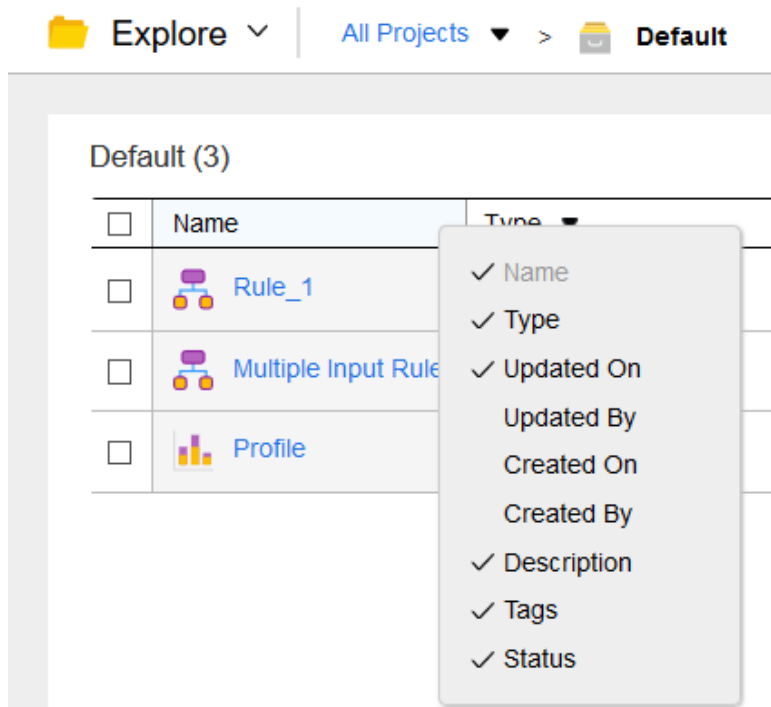 Explore
All Projects > Default
Default (3)
Name Type
Rule_1
Multiple Input Rule
Profile
Name
Type
Updated On
Updated By
Created On
Created By
Description
Tags
Status